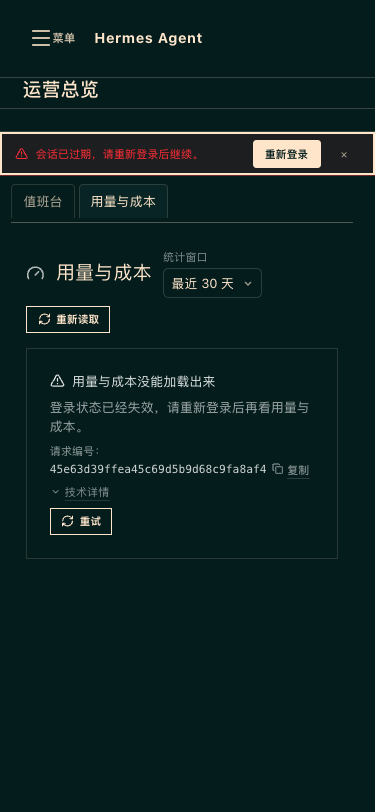 菜单
Hermes Agent
运营总览
会话已过期，请重新登录后继续。
重新登录
×
值班台
用量与成本
用量与成本
统计窗口
最近 30 天
重新读取
用量与成本没能加载出来
登录状态已经失效，请重新登录后再看用量与
成本。
请求编号：
45e63d39ffea45c69d5b9d68c9fa8af4 复制
技术详情
重试